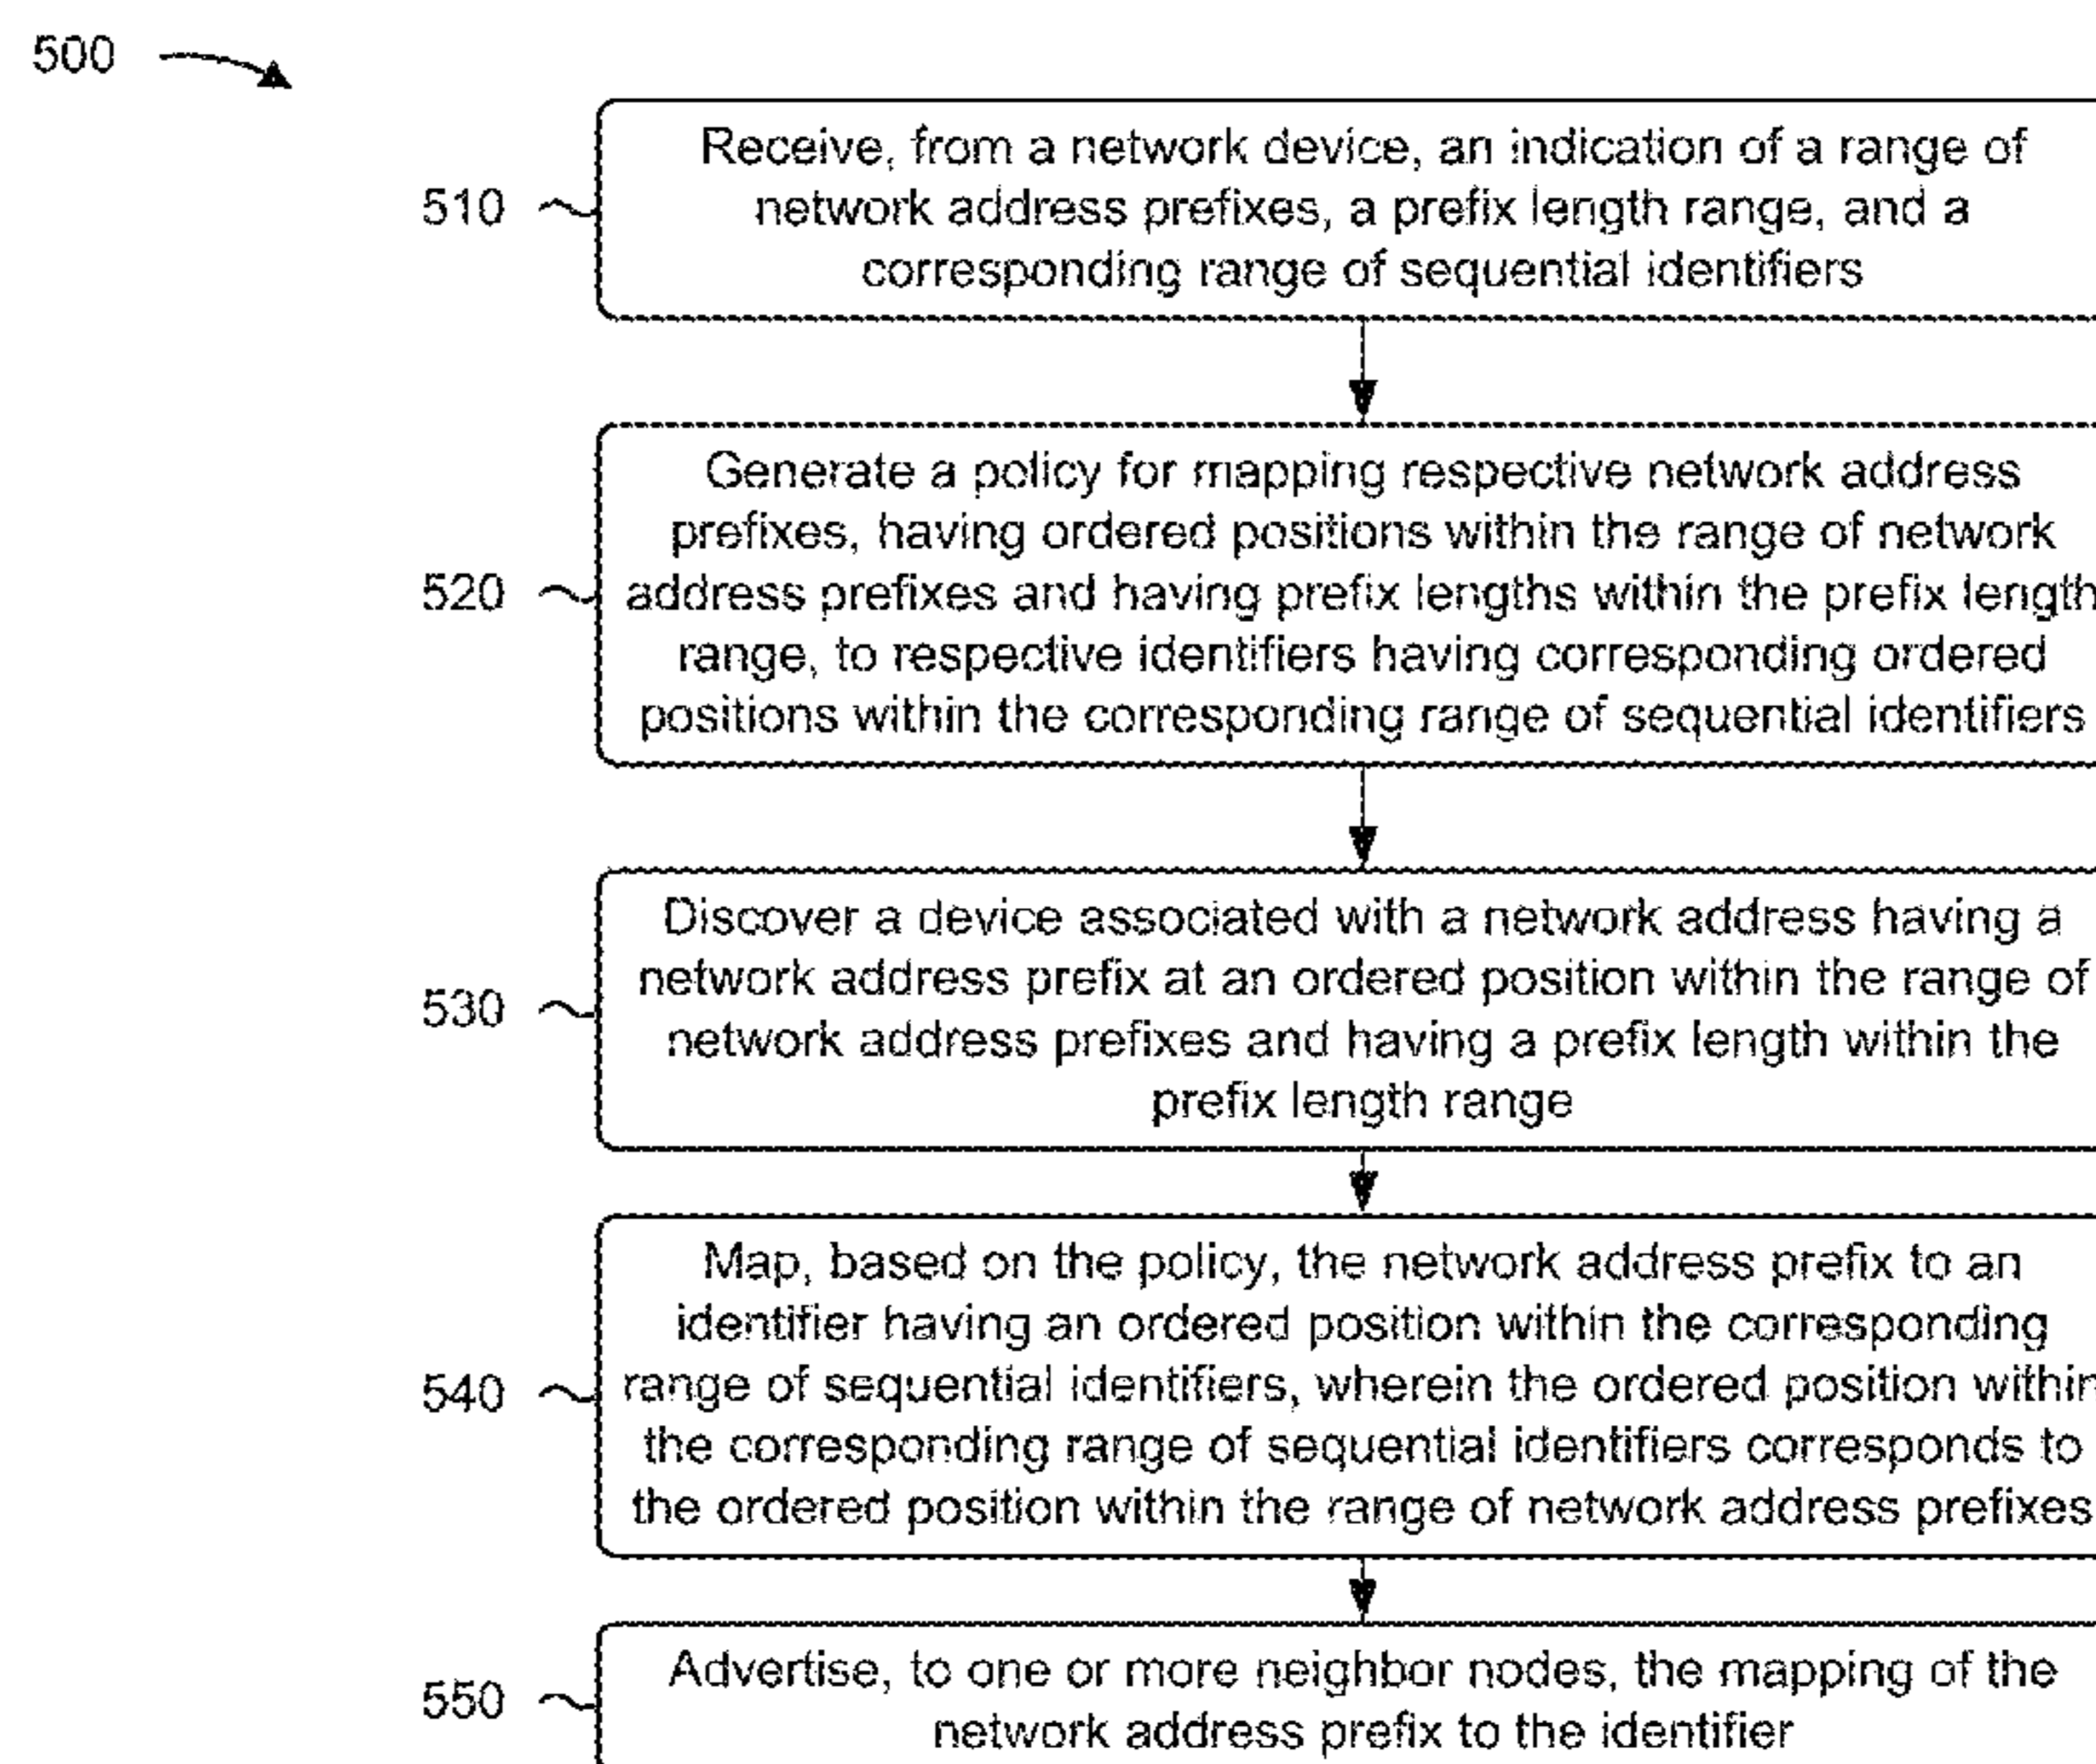 500
Receive, from a network device, an indication of a range of
network address prefixes, a prefix length range, and a
corresponding range of sequential identifiers
510
Generate a policy for mapping respective network address
prefixes, having ordered positions within the range of network
address prefixes and having prefix lengths within the prefix length
range, to respective identifiers having corresponding ordered
positions within the corresponding range of sequential identifiers
520
Discover a device associated with a network address having a
network address prefix at an ordered position within the range of
network address prefixes and having a prefix length within the
prefix length range
530
Map, based on the policy, the network address prefix to an
identifier having an ordered position within the corresponding
range of sequential identifiers, wherein the ordered position within
the corresponding range of sequential identifiers corresponds to
the ordered position within the range of network address prefixes
540
Advertise, to one or more neighbor nodes, the mapping of the
network address prefix to the identifier
550